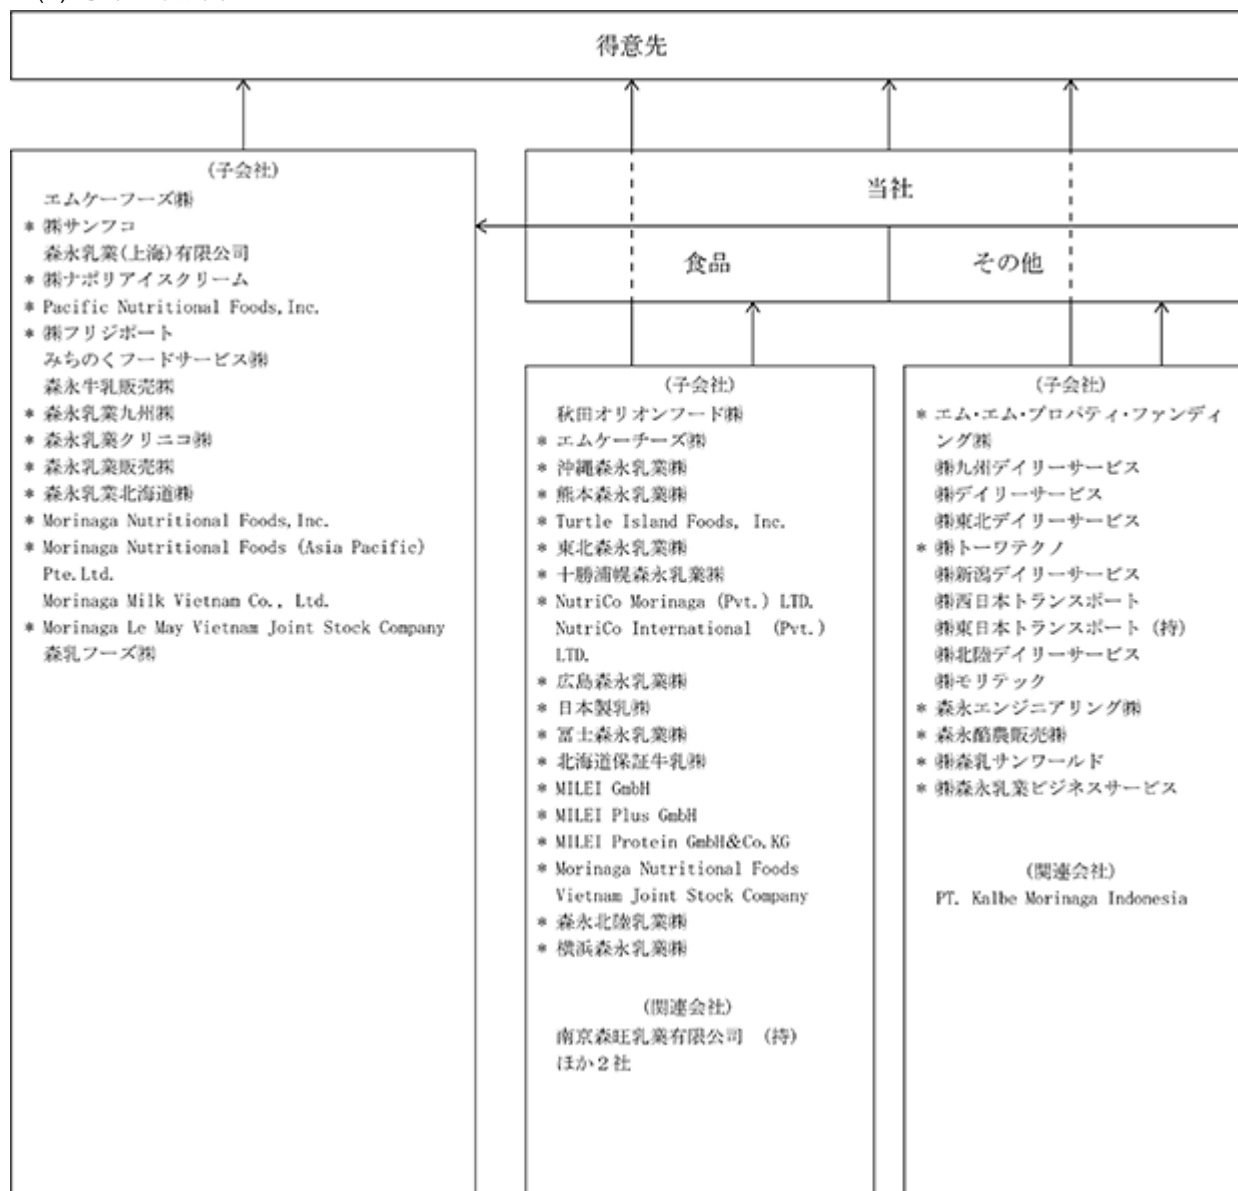 得意先
(子会社)
エムケーフーズ㈱
* ㈱サンフコ
森永乳業(上海)有限公司
* ㈱ナポリアイスクリーム
* Pacific Nutritional Foods,Inc.
* ㈱フリジポート
みちのくフードサービス㈱
森永牛乳販売㈱
* 森永乳業九州㈱
* 森永乳業クリニコ㈱
* 森永乳業販売㈱
* 森永乳業北海道㈱
* Morinaga Nutritional Foods,Inc.
* Morinaga Nutritional Foods (Asia Pacific)
Pte.Ltd.
Morinaga Milk Vietnam Co., Ltd.
* Morinaga Le May Vietnam Joint Stock Company
森乳フーズ㈱
当社
食品
その他
(子会社)
秋田オリオンフード㈱
* エムケーチーズ㈱
* 沖縄森永乳業㈱
* 熊本森永乳業㈱
* Turtle Island Foods, Inc.
* 東北森永乳業㈱
* 十勝浦幌森永乳業㈱
* NutriCo Morinaga (Pvt.) LTD.
NutriCo International (Pvt.)
LTD.
* 広島森永乳業㈱
* 日本製乳㈱
* 冨士森永乳業㈱
* 北海道保証牛乳㈱
* MILEI GmbH
* MILEI Plus GmbH
* MILEI Protein GmbH&Co.KG
* Morinaga Nutritional Foods
Vietnam Joint Stock Company
* 森永北陸乳業㈱
* 横浜森永乳業㈱
(関連会社)
南京森旺乳業有限公司 (持)
ほか2社
(子会社)
* エム・エム・プロパティ・ファンディ
ング㈱
㈱九州デイリーサービス
㈱デイリーサービス
㈱東北デイリーサービス
* ㈱トーワテクノ
㈱新潟デイリーサービス
㈱西日本トランスポート
㈱東日本トランスポート (持)
㈱北陸デイリーサービス
㈱モリテック
* 森永エンジニアリング㈱
* 森永酪農販売㈱
* ㈱森乳サンワールド
* ㈱森永乳業ビジネスサービス
(関連会社)
PT. Kalbe Morinaga Indonesia